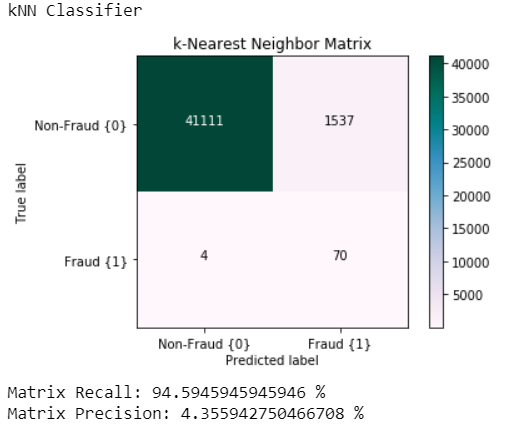 kNN Classifier
k-Nearest Neighbor Matrix
Non-Fraud {0}
41111
1537
40000
35000
30000
25000
20000
15000
10000
5000
True label
Fraud {1}
4
70
Non-Fraud {0}
Fraud {1}
Predicted label
Matrix Recall: 94.5945945945946 %
Matrix Precision: 4.355942750466708 %